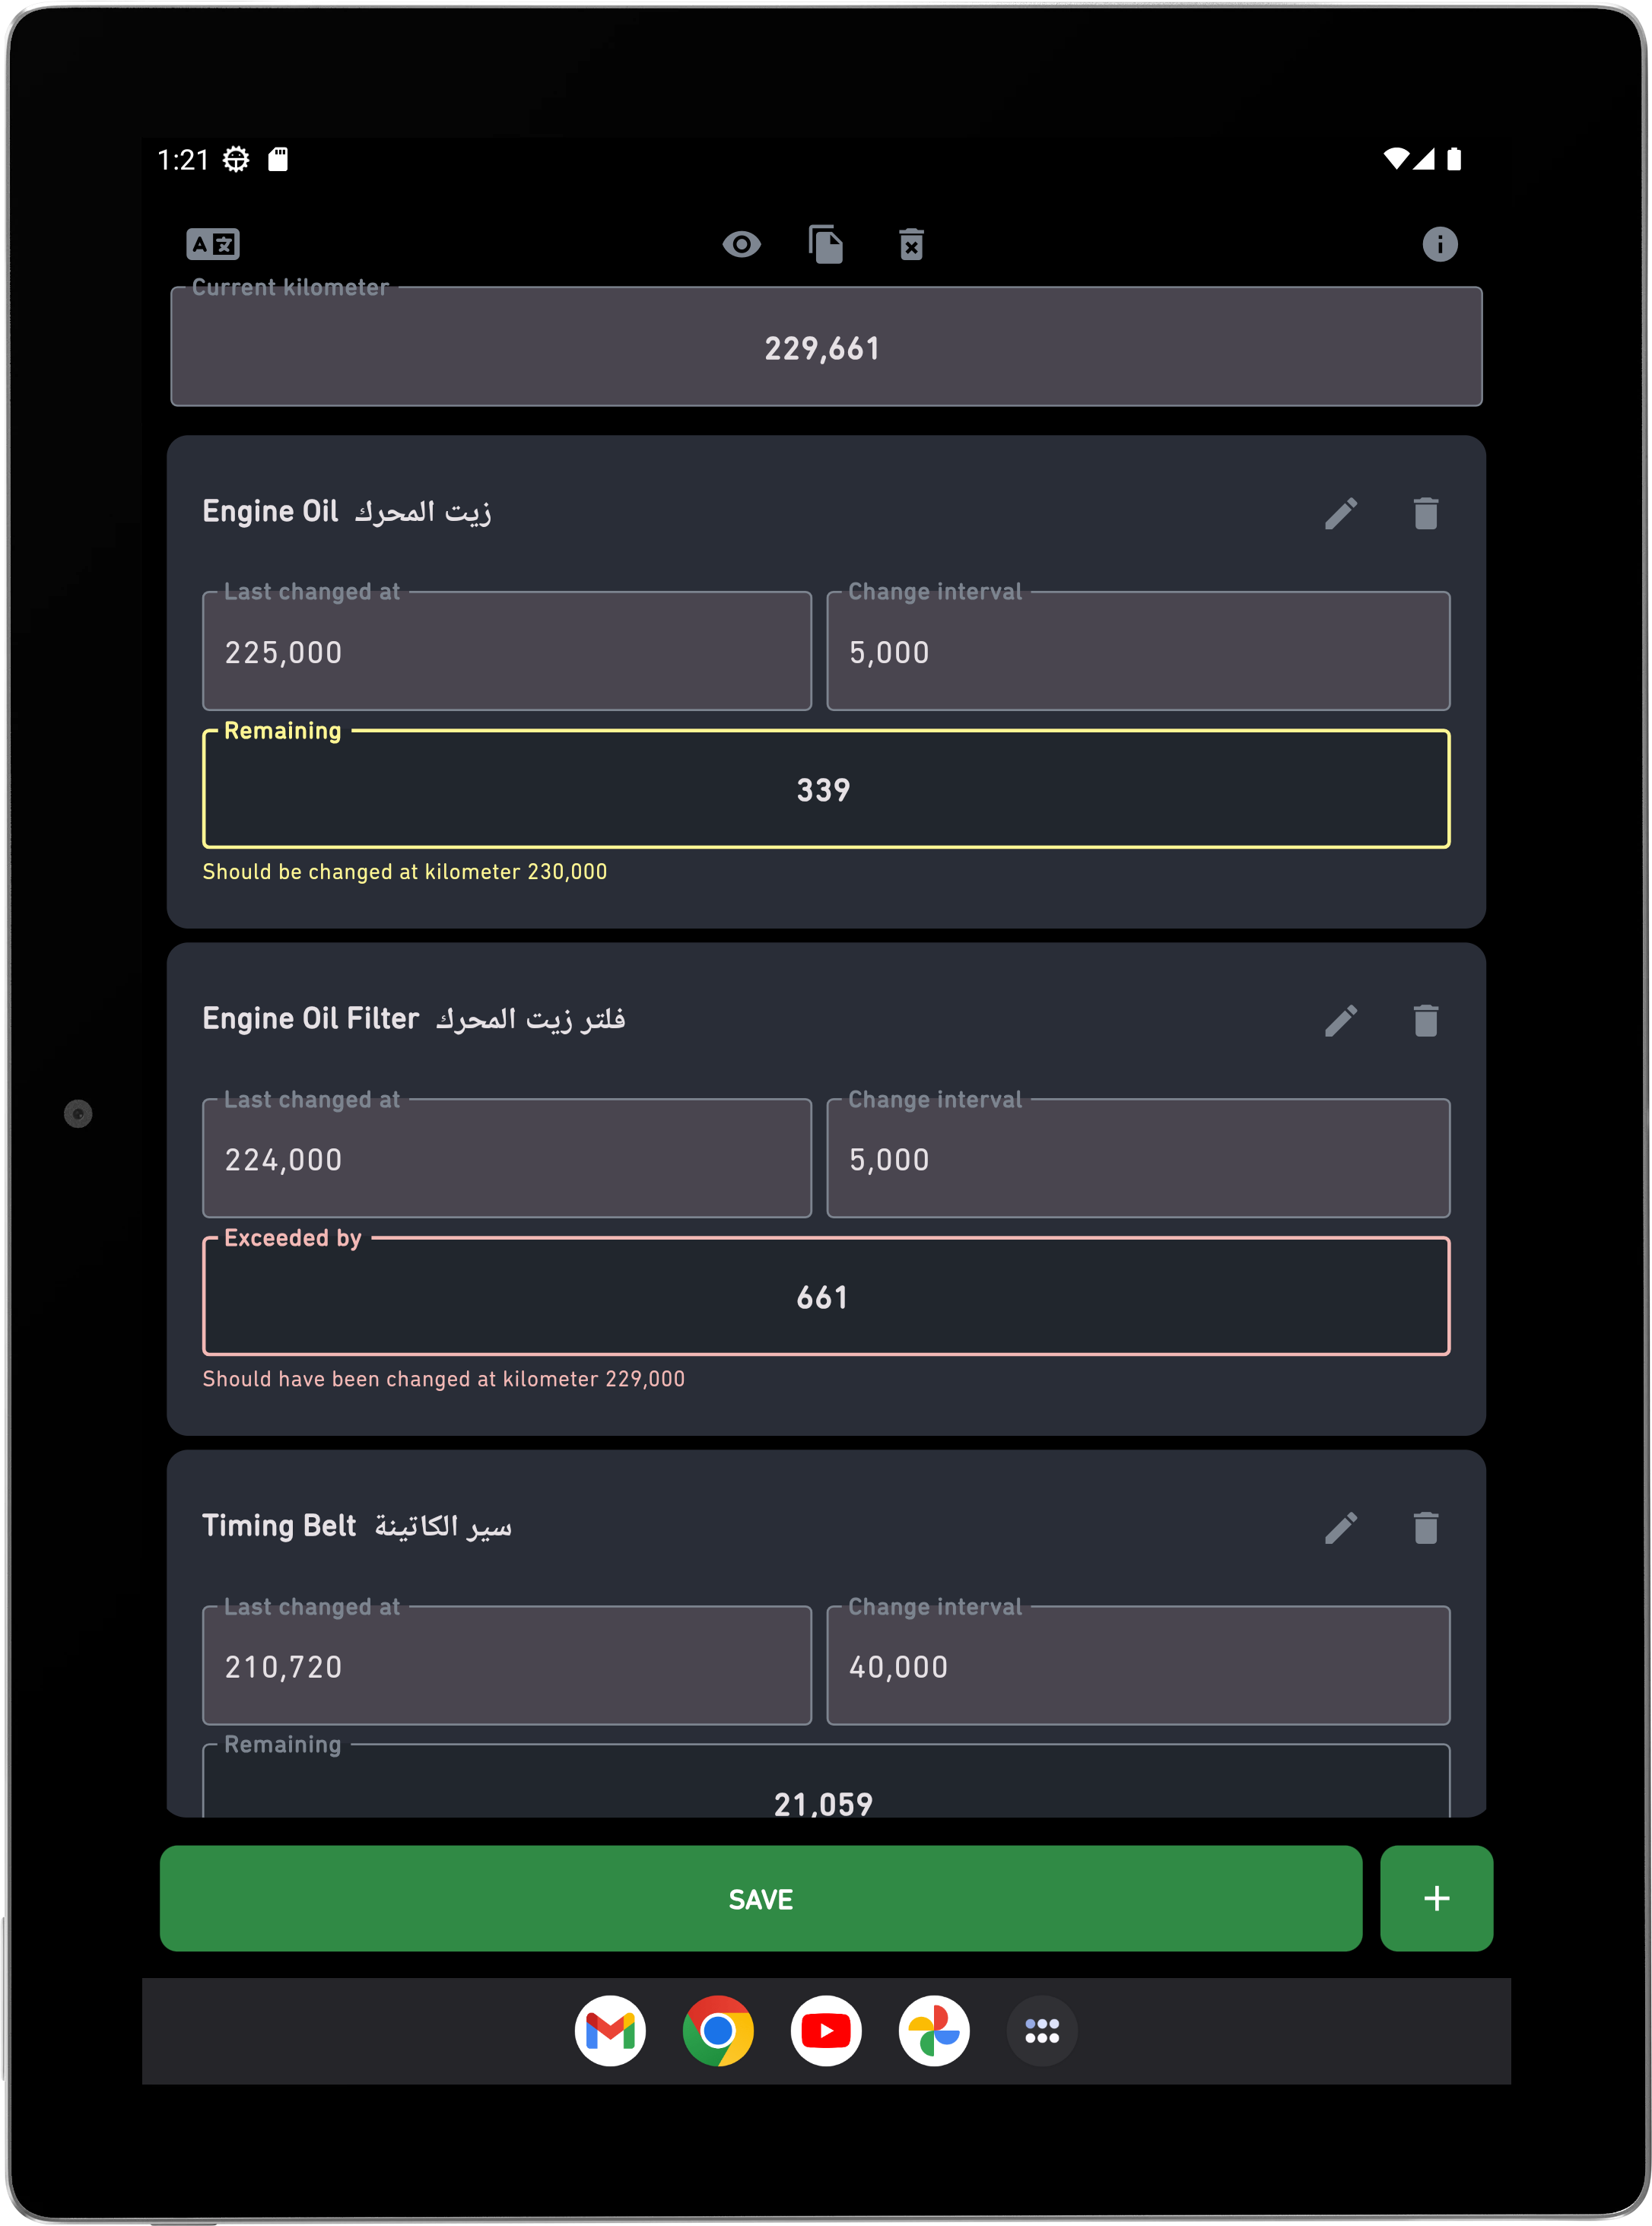 1:21
A 文
Current kilometer
229,661
Engine Oil زيت المحرك
Last changed at
225,000
Change interval
5,000
Remaining
339
Should be changed at kilometer 230,000
Engine Oil Filter فلتر زيت المحرك
Last changed at
224,000
Change interval
5,000
Exceeded by
661
Should have been changed at kilometer 229,000
Timing Belt سير الكاتينة
Last changed at
210,720
Change interval
40,000
Remaining
21,059
SAVE
+